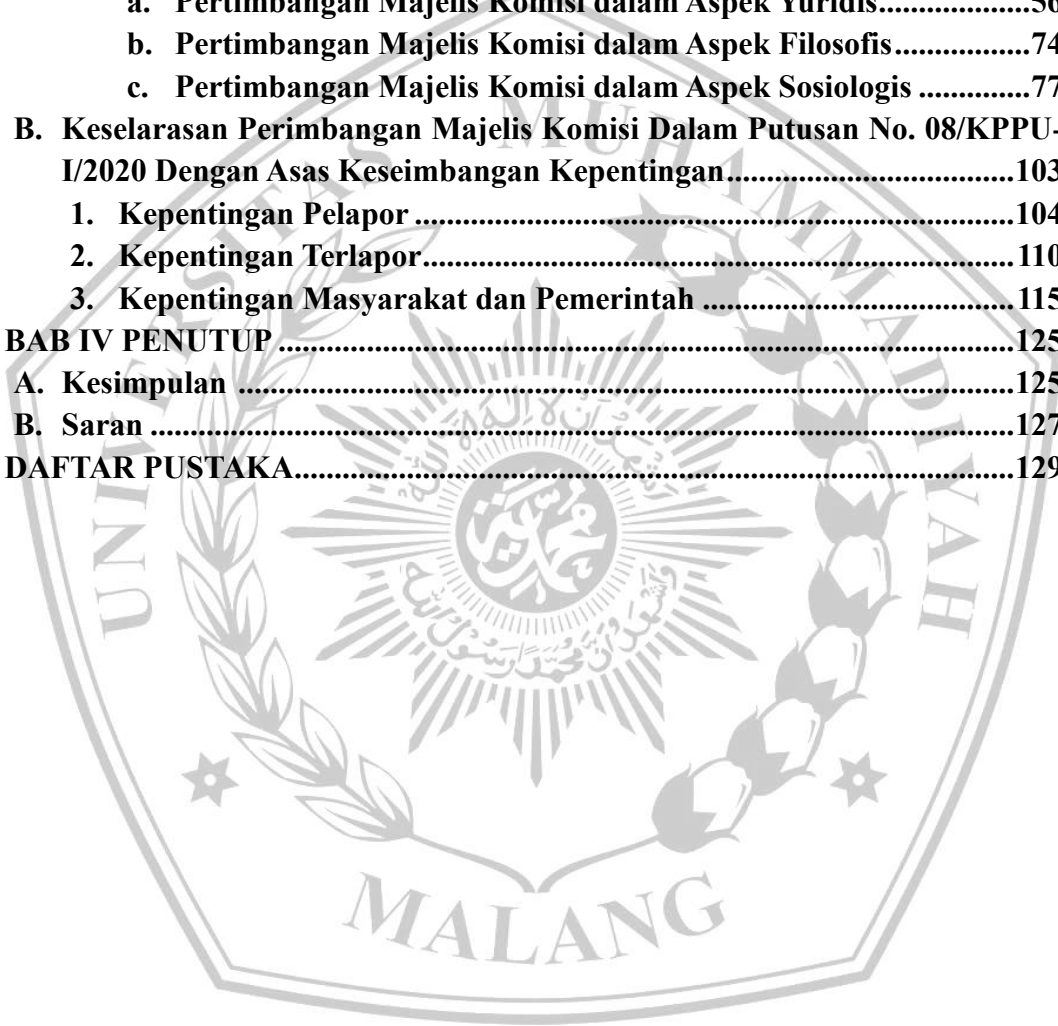 a. Pertimbangan Majelis Komisi dalam Aspek Yuridis....................56
b. Pertimbangan Majelis Komisi dalam Aspek Filosofis..................74
c. Pertimbangan Majelis Komisi dalam Aspek Sosiologis ...............77
B. Keselarasan Perimbangan Majelis Komisi Dalam Putusan No. 08/KPPU-
I/2020 Dengan Asas Keseimbangan Kepentingan......................................103
1. Kepentingan Pelapor ................................................................................104
2. Kepentingan Terlapor...............................................................................110
3. Kepentingan Masyarakat dan Pemerintah .........................................115
BAB IV PENUTUP ...............................................................................................125
A. Kesimpulan .....................................................................................................125
B. Saran ................................................................................................................127
DAFTAR PUSTAKA.............................................................................................129
UNIVERSITAS MUHAMMADIYAH
MALANG